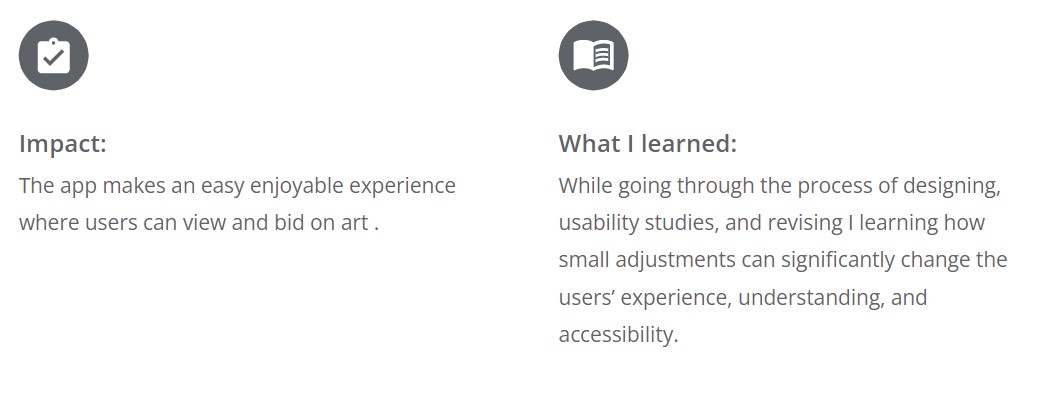 Impact:
The app makes an easy enjoyable experience
where users can view and bid on art .
What I learned:
While going through the process of designing,
usability studies, and revising I learning how
small adjustments can significantly change the
users’ experience, understanding, and
accessibility.